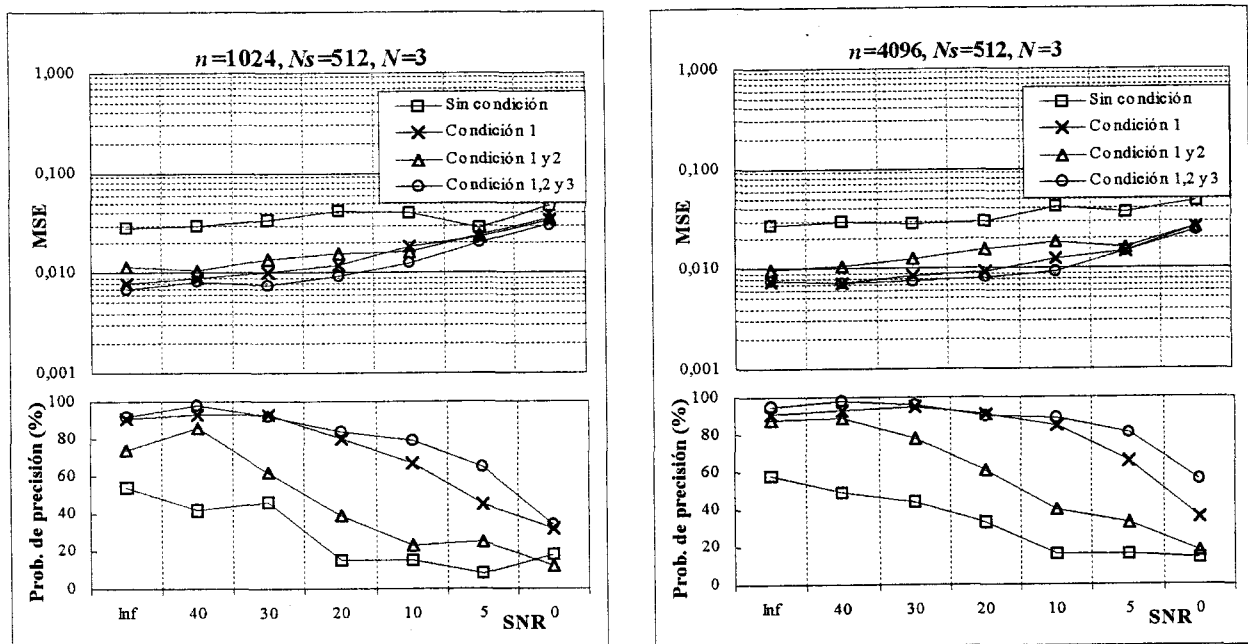 n=1024, Ns=512, N=3
1,000
0,100
0,010
0,001
MSE
Sin condición
Condición 1
Condición 1 y 2
Condición 1,2 y 3
100
80
60
40
20
0
Prob. de precisión (%)
Inf 40 30 20 10 5 0
SNR
n=4096, Ns=512, N=3
1,000
0,100
0,010
0,001
MSE
Sin condición
Condición 1
Condición 1 y 2
Condición 1,2 y 3
100
80
60
40
20
0
Prob. de precisión (%)
Inf 40 30 20 10 5 0
SNR